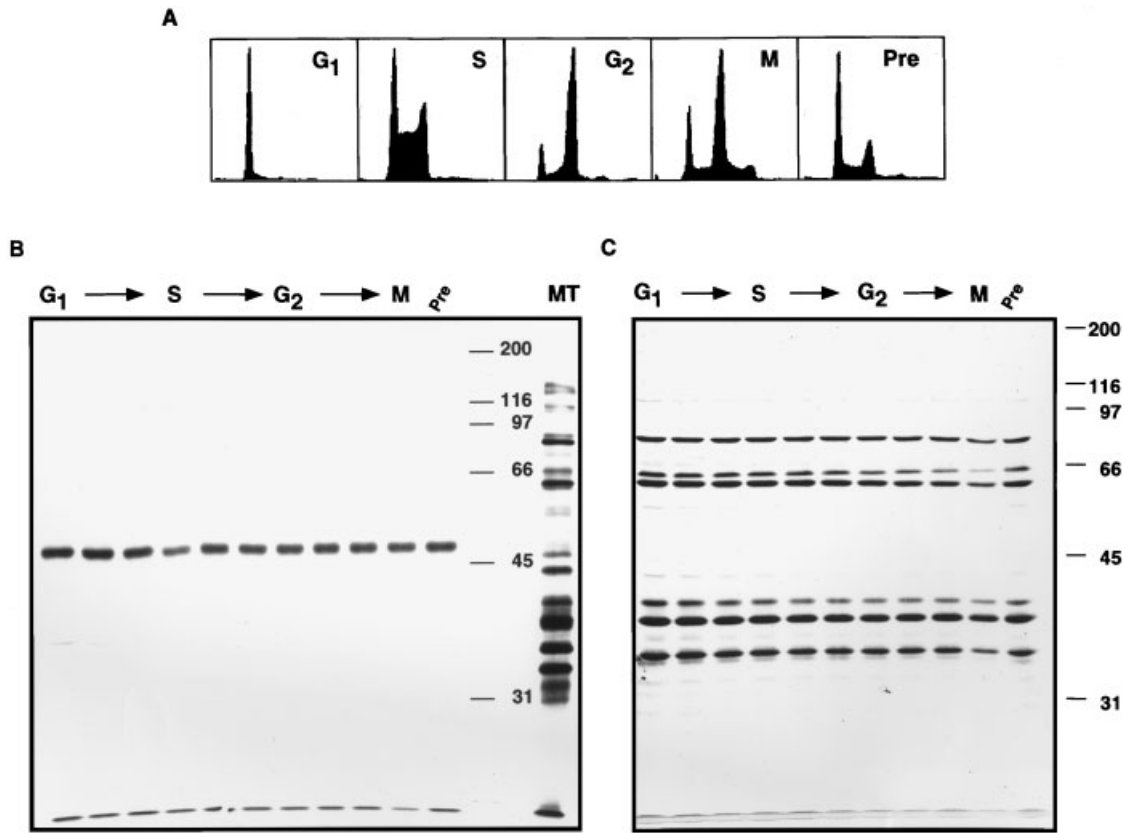 A
G1 S G2 M Pre
B
C
G1 → S → G2 → M Pre MT
G1 → S → G2 → M Pre
200
116
97
66
45
31
200
116
97
66
45
31